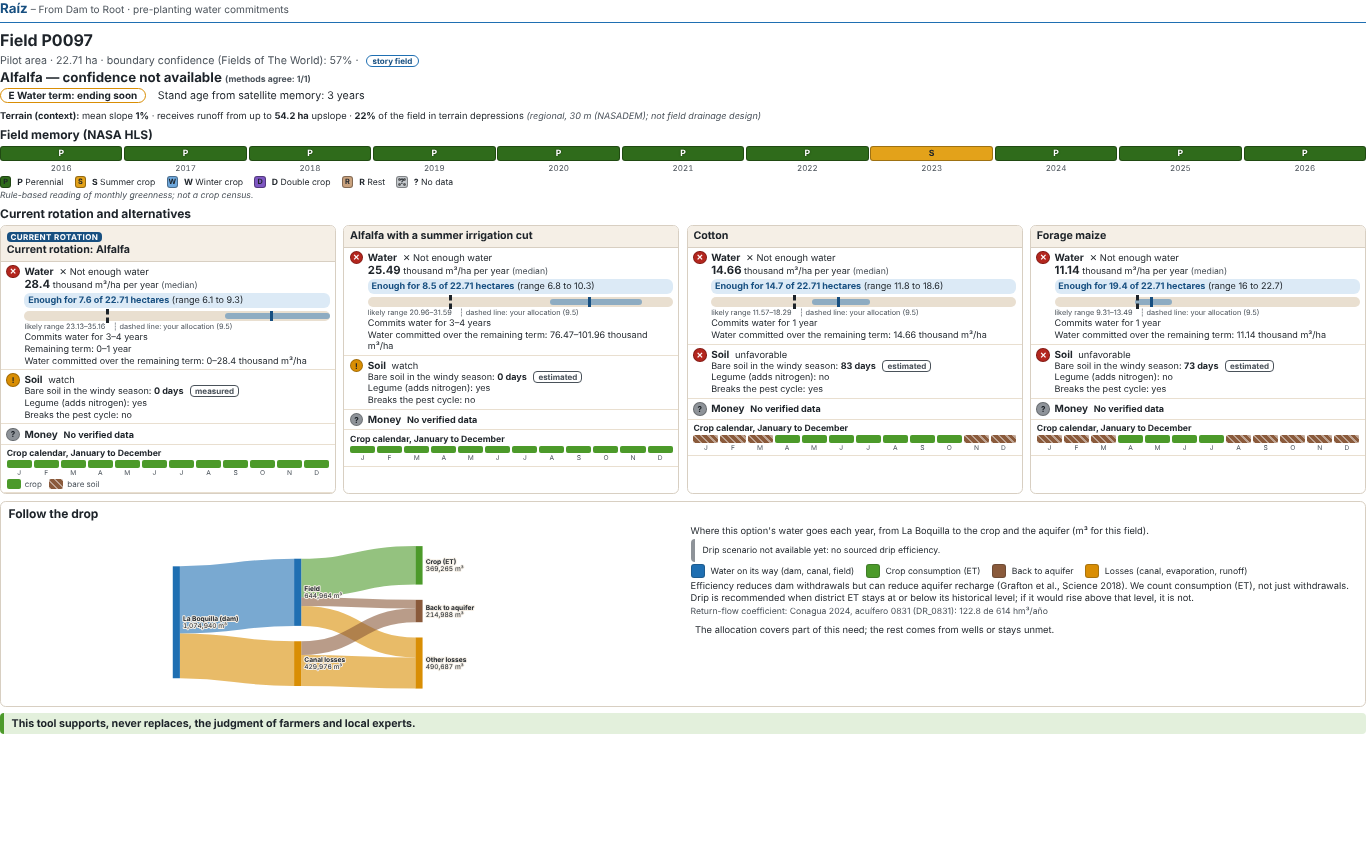 Raíz – From Dam to Root · pre-planting water commitments
Field P0097
Pilot area · 22.71 ha · boundary confidence (Fields of The World): 57% · story field
Alfalfa — confidence not available (methods agree: 1/1)
E Water term: ending soon Stand age from satellite memory: 3 years
Terrain (context): mean slope 1% · receives runoff from up to 54.2 ha upslope · 22% of the field in terrain depressions (regional, 30 m (NASADEM); not field drainage design)
Field memory (NASA HLS)
P P P P P P P S P P P
2016 2017 2018 2019 2020 2021 2022 2023 2024 2025 2026
P P Perennial S S Summer crop W W Winter crop D D Double crop R R Rest ? ? No data
Rule-based reading of monthly greenness; not a crop census.
Current rotation and alternatives
CURRENT ROTATION
Current rotation: Alfalfa
Water ✕ Not enough water
28.4 thousand m³/ha per year (median)
Enough for 7.6 of 22.71 hectares (range 6.1 to 9.3)
likely range 23.13–35.16 ┊ dashed line: your allocation (9.5)
Commits water for 3–4 years
Remaining term: 0–1 year
Water committed over the remaining term: 0–28.4 thousand m³/ha
Soil watch
Bare soil in the windy season: 0 days measured
Legume (adds nitrogen): yes
Breaks the pest cycle: no
? Money No verified data
Crop calendar, January to December
J F M A M J J A S O N D
crop bare soil
Alfalfa with a summer irrigation cut
Water ✕ Not enough water
25.49 thousand m³/ha per year (median)
Enough for 8.5 of 22.71 hectares (range 6.8 to 10.3)
likely range 20.96–31.59 ┊ dashed line: your allocation (9.5)
Commits water for 3–4 years
Water committed over the remaining term: 76.47–101.96 thousand
m³/ha
Soil watch
Bare soil in the windy season: 0 days estimated
Legume (adds nitrogen): yes
Breaks the pest cycle: no
? Money No verified data
Crop calendar, January to December
J F M A M J J A S O N D
Cotton
Water ✕ Not enough water
14.66 thousand m³/ha per year (median)
Enough for 14.7 of 22.71 hectares (range 11.8 to 18.6)
likely range 11.57–18.29 ┊ dashed line: your allocation (9.5)
Commits water for 1 year
Water committed over the remaining term: 14.66 thousand m³/ha
Soil unfavorable
Bare soil in the windy season: 83 days estimated
Legume (adds nitrogen): no
Breaks the pest cycle: yes
? Money No verified data
Crop calendar, January to December
J F M A M J J A S O N D
Forage maize
Water ✕ Not enough water
11.14 thousand m³/ha per year (median)
Enough for 19.4 of 22.71 hectares (range 16 to 22.7)
likely range 9.31–13.49 ┊ dashed line: your allocation (9.5)
Commits water for 1 year
Water committed over the remaining term: 11.14 thousand m³/ha
Soil unfavorable
Bare soil in the windy season: 73 days estimated
Legume (adds nitrogen): no
Breaks the pest cycle: yes
? Money No verified data
Crop calendar, January to December
J F M A M J J A S O N D
Follow the drop
La Boquilla (dam)
1,074,940 m³
Field
644,964 m³
Canal losses
429,976 m³
Crop (ET)
369,265 m³
Back to aquifer
214,988 m³
Other losses
490,687 m³
Where this option's water goes each year, from La Boquilla to the crop and the aquifer (m³ for this field).
Drip scenario not available yet: no sourced drip efficiency.
Water on its way (dam, canal, field) Crop consumption (ET) Back to aquifer Losses (canal, evaporation, runoff)
Efficiency reduces dam withdrawals but can reduce aquifer recharge (Grafton et al., Science 2018). We count consumption (ET), not just withdrawals.
Drip is recommended when district ET stays at or below its historical level; if it would rise above that level, it is not.
Return-flow coefficient: Conagua 2024, acuífero 0831 (DR_0831): 122.8 de 614 hm³/año
The allocation covers part of this need; the rest comes from wells or stays unmet.
This tool supports, never replaces, the judgment of farmers and local experts.